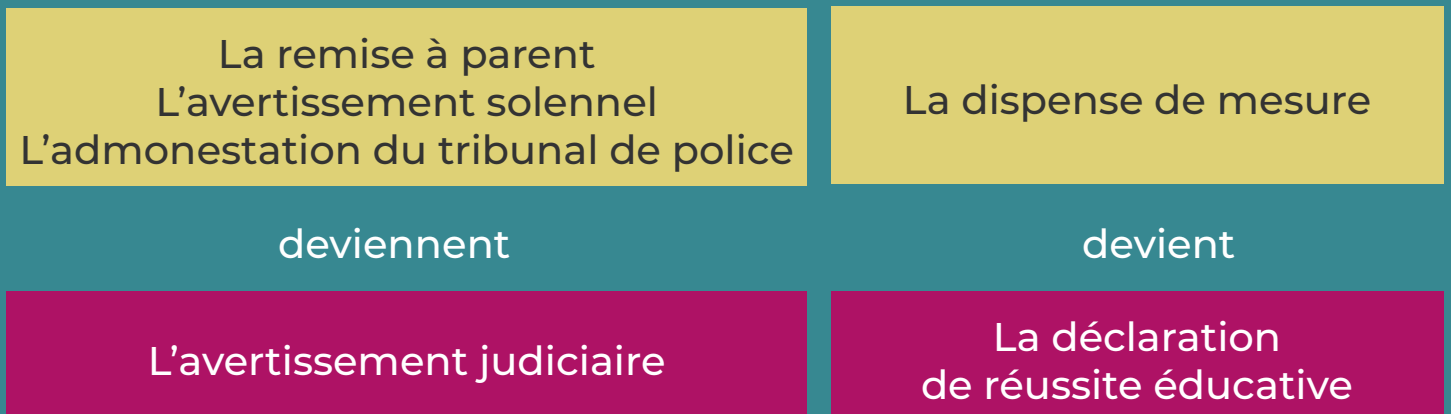 La remise à parent
L’avertissement solennel
L’admonestation du tribunal de police
deviennent
L’avertissement judiciaire
La dispense de mesure
devient
La déclaration
de réussite éducative